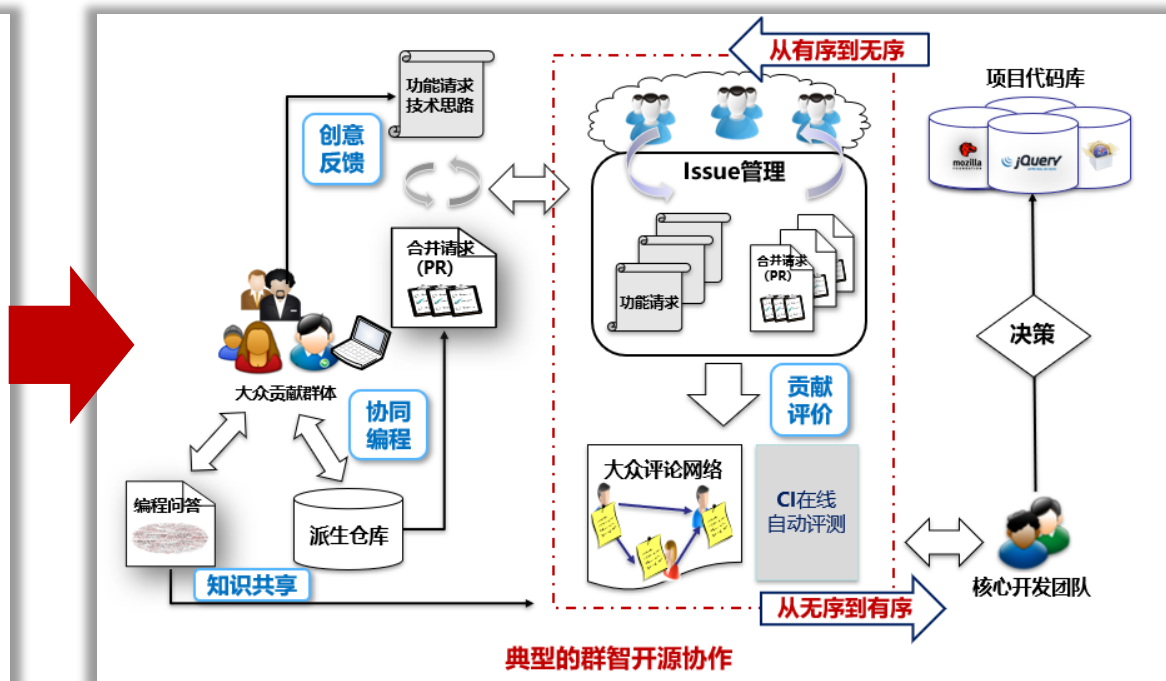 从有序到无序
功能请求
技术思路
创意
反馈
项目代码库
mozilla
FOUNDATION
jQuery
Issue管理
合并请求
（PR）
功能请求
合并请求
（PR）
决策
大众贡献群体
协同
编程
贡献
评价
编程问答
派生仓库
大众评论网络
CI在线
自动评测
知识共享
核心开发团队
从无序到有序
典型的群智开源协作